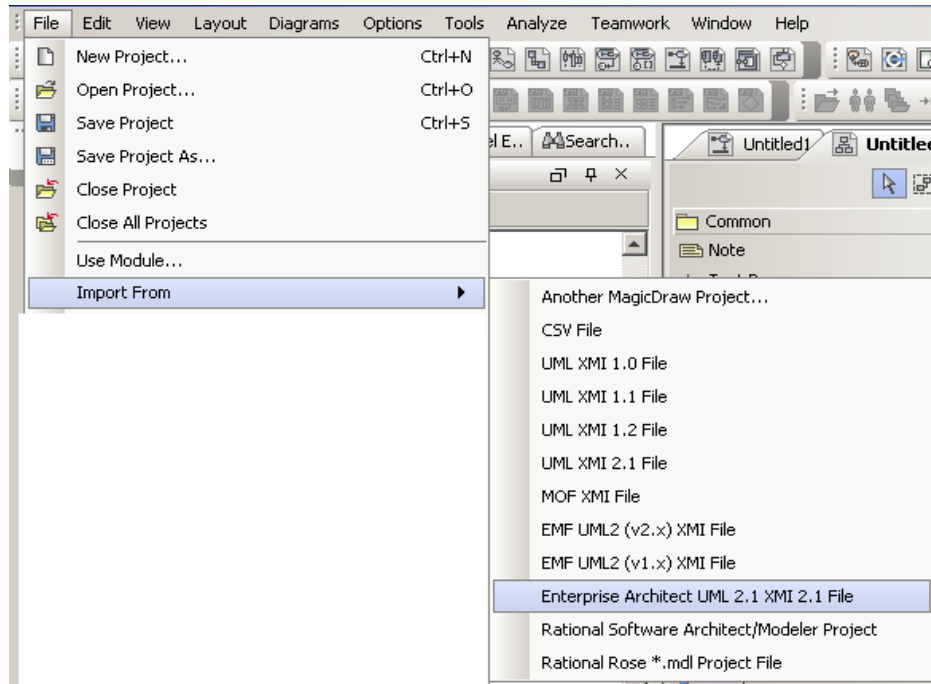 File Edit View Layout Diagrams Options Tools Analyze Teamwork Window Help
New Project... Ctrl+N
Open Project... Ctrl+O
Save Project Ctrl+S
Save Project As...
Close Project
Close All Projects
Use Module...
Import From
el E.. Search..
Untitled1 Untitled
Common
Note
Another MagicDraw Project...
CSV File
UML XMI 1.0 File
UML XMI 1.1 File
UML XMI 1.2 File
UML XMI 2.1 File
MOF XMI File
EMF UML2 (v2.x) XMI File
EMF UML2 (v1.x) XMI File
Enterprise Architect UML 2.1 XMI 2.1 File
Rational Software Architect/Modeler Project
Rational Rose *.mdl Project File